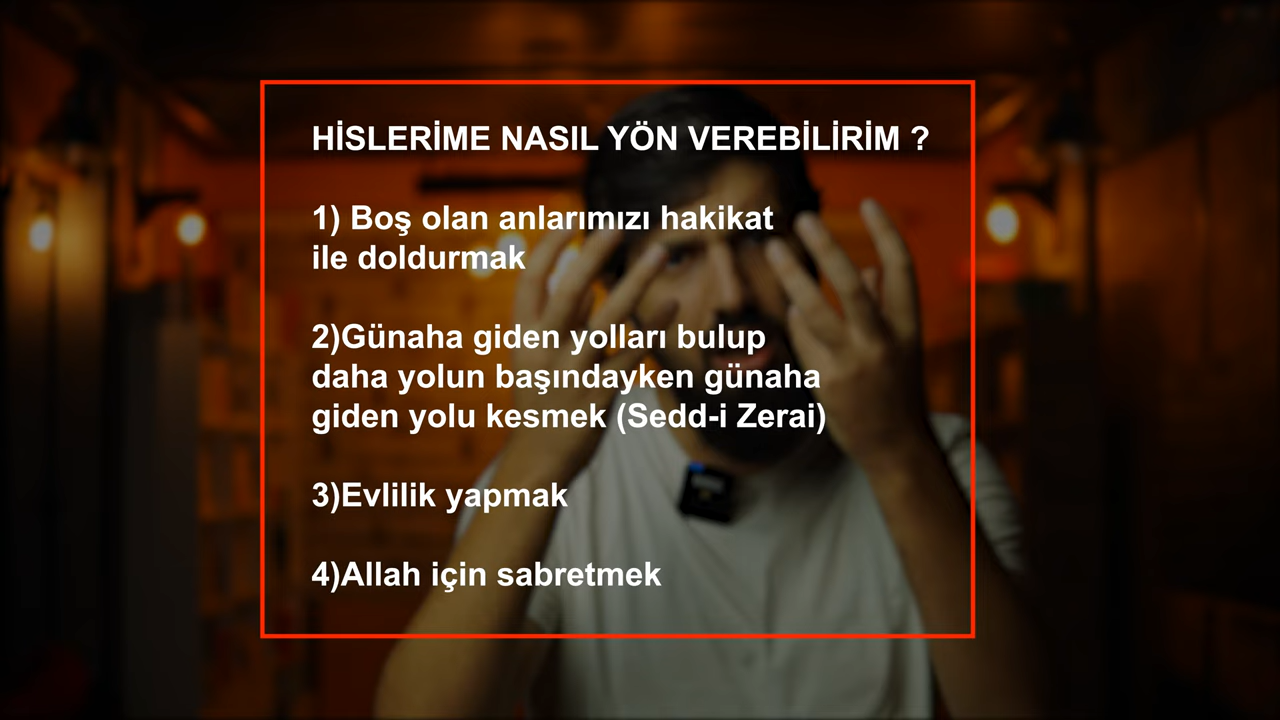 HİSLERİME NASIL YÖN VEREBİLİRİM ?
1) Boş olan anlarımızı hakikat
ile doldurmak
2)Günaha giden yolları bulup
daha yolun başındayken günaha
giden yolu kesmek (Sedd-i Zerai)
3)Evlilik yapmak
4)Allah için sabretmek